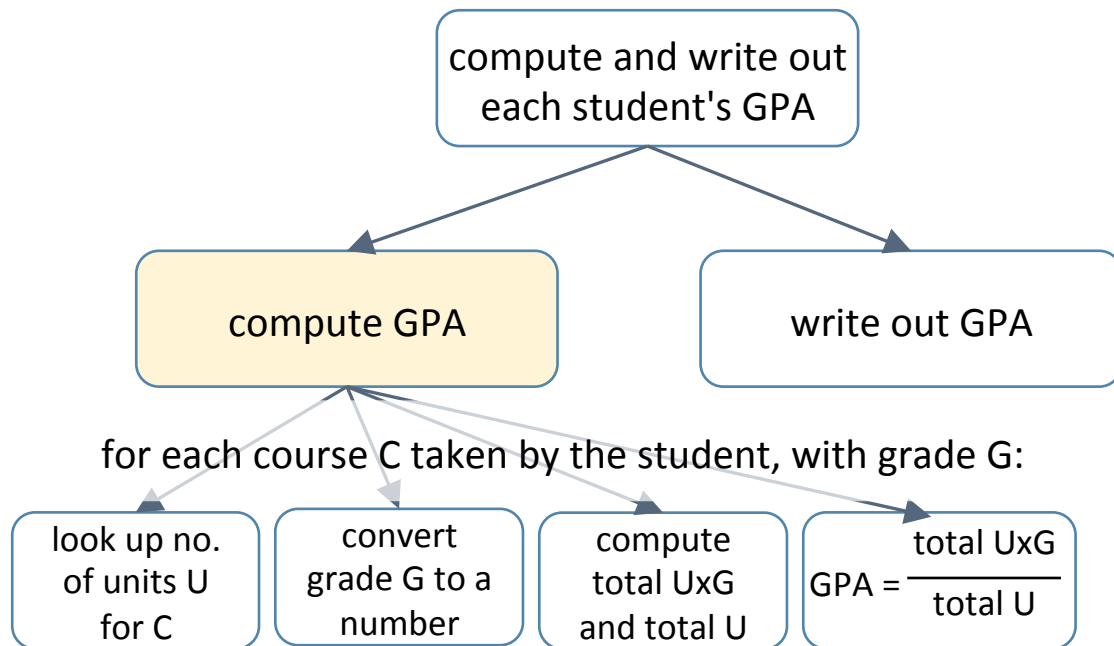 compute and write out
each student's GPA
compute GPA
write out GPA
for each course C taken by the student, with grade G:
look up no.
of units U
for C
convert
grade G to a
number
compute
total UxG
and total U
total UxG
GPA =
total U